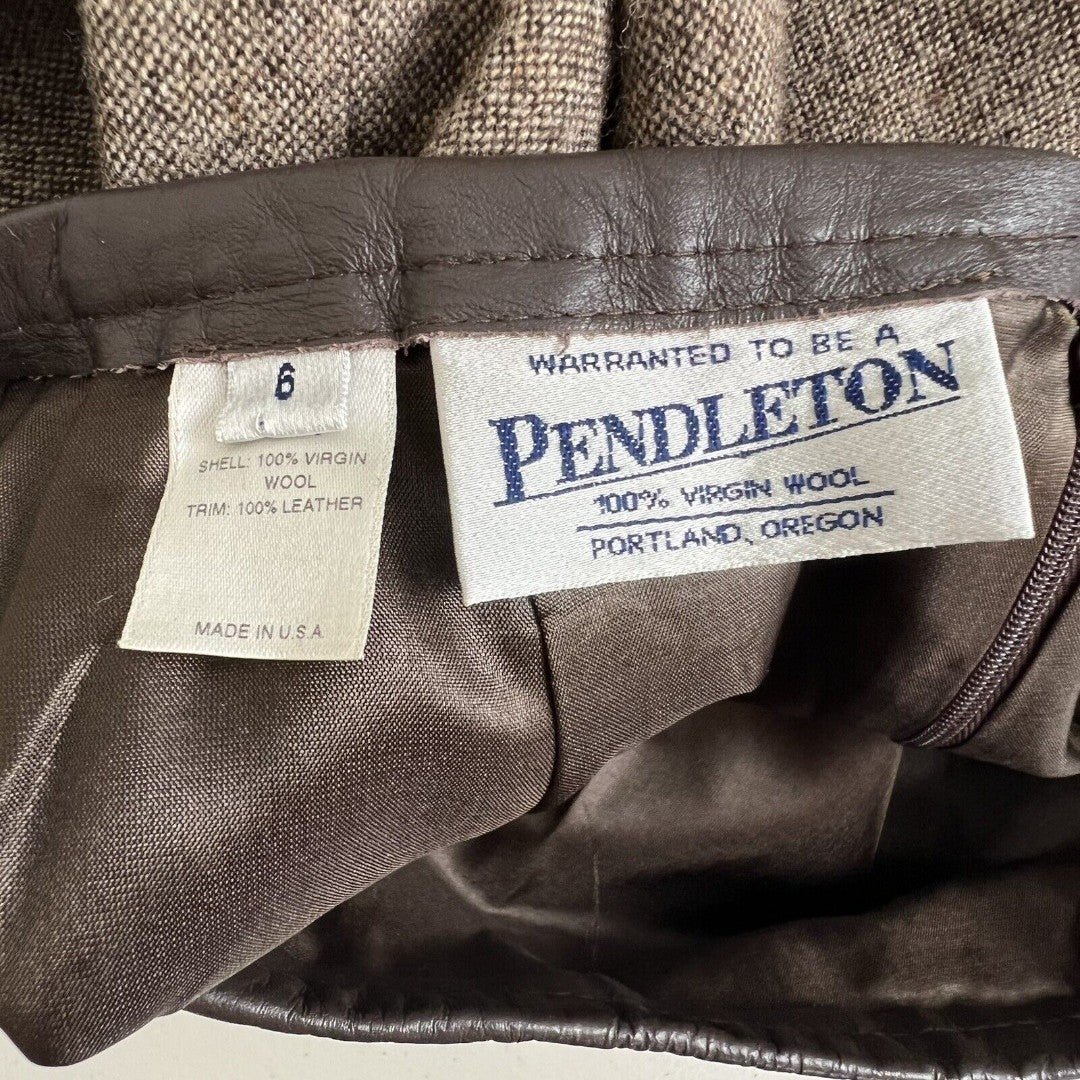 6
SHELL: 100% VIRGIN
WOOL
TRIM: 100% LEATHER
MADE IN U.S.A
WARRANTED TO BE A
PENDLETON
100% VIRGIN WOOL
PORTLAND, OREGON